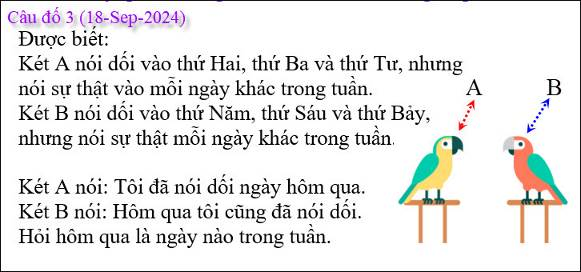 Câu đố 3 (18-Sep-2024)
Được biết:
Két A nói dối vào thứ Hai, thứ Ba và thứ Tư, nhưng
nói sự thật vào mỗi ngày khác trong tuần.
A B
Két B nói dối vào thứ Năm, thứ Sáu và thứ Bảy,
nhưng nói sự thật mỗi ngày khác trong tuần.
Két A nói: Tôi đã nói dối ngày hôm qua.
Két B nói: Hôm qua tôi cũng đã nói dối.
Hỏi hôm qua là ngày nào trong tuần.